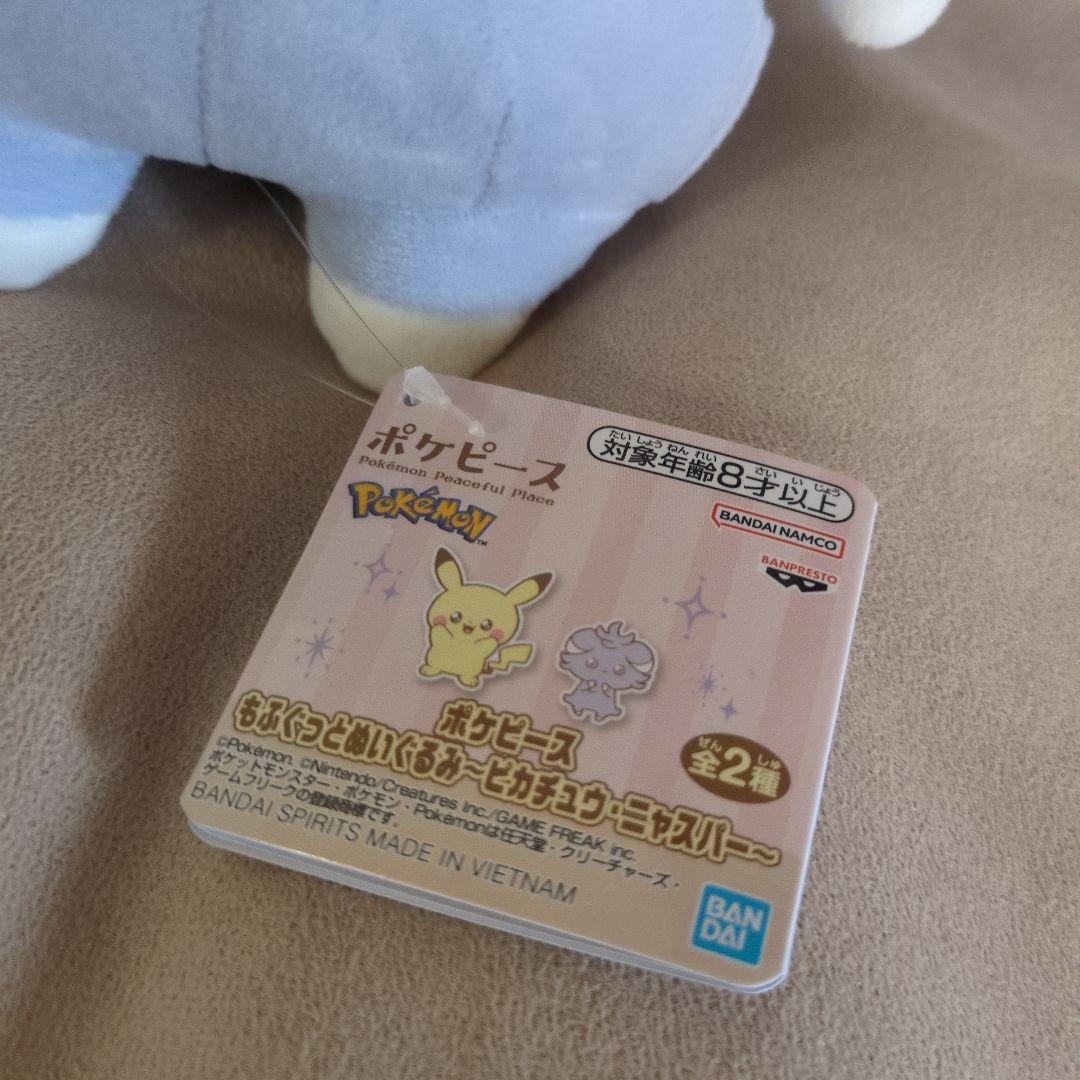 ポケピース
Pokémon Peaceful Place
POKéMON™
たいしょうねんれい さいいじょう
対象年齢8才以上
BANDAI NAMCO
BANPRESTO
ポケピース
もふぐっとぬいぐるみ～ピカチュウ・ニャスパー～
ぜん しゅ
全2種
©Pokémon. ©Nintendo/Creatures Inc./GAME FREAK inc.
ポケットモンスター・ポケモン・Pokémonは任天堂・クリーチャーズ・
ゲームフリークの登録商標です。
BANDAI SPIRITS MADE IN VIETNAM
BAN
DAI